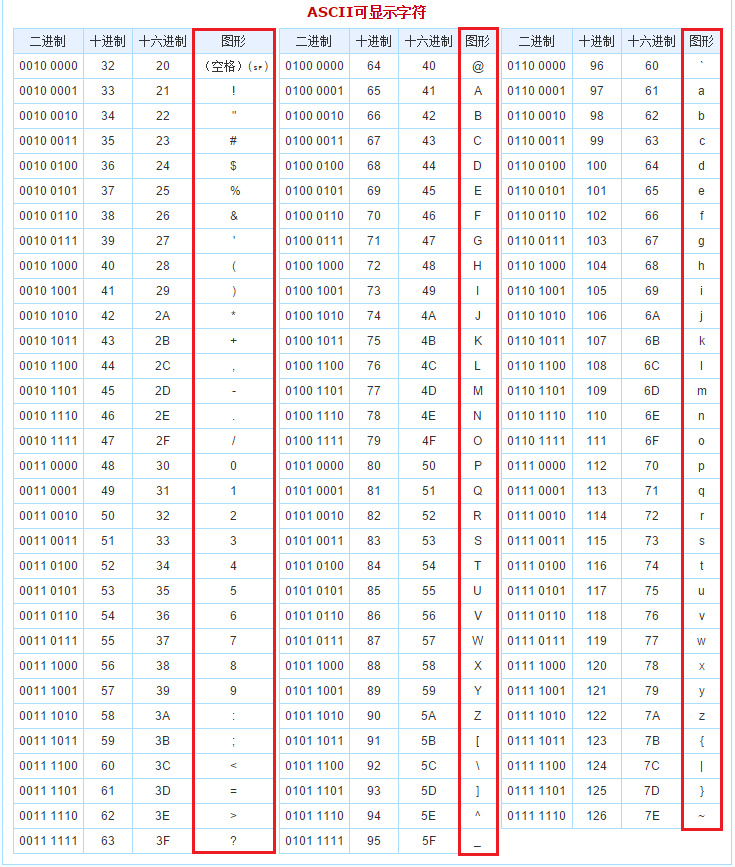 ASCII可显示字符
二进制 十进制 十六进制 图形 二进制 十进制 十六进制 图形 二进制 十进制 十六进制 图形
0010 0000 32 20 （空格）(␠) 0100 0000 64 40 @ 0110 0000 96 60 `
0010 0001 33 21 ! 0100 0001 65 41 A 0110 0001 97 61 a
0010 0010 34 22 " 0100 0010 66 42 B 0110 0010 98 62 b
0010 0011 35 23 # 0100 0011 67 43 C 0110 0011 99 63 c
0010 0100 36 24 $ 0100 0100 68 44 D 0110 0100 100 64 d
0010 0101 37 25 % 0100 0101 69 45 E 0110 0101 101 65 e
0010 0110 38 26 & 0100 0110 70 46 F 0110 0110 102 66 f
0010 0111 39 27 ' 0100 0111 71 47 G 0110 0111 103 67 g
0010 1000 40 28 ( 0100 1000 72 48 H 0110 1000 104 68 h
0010 1001 41 29 ) 0100 1001 73 49 I 0110 1001 105 69 i
0010 1010 42 2A * 0100 1010 74 4A J 0110 1010 106 6A j
0010 1011 43 2B + 0100 1011 75 4B K 0110 1011 107 6B k
0010 1100 44 2C , 0100 1100 76 4C L 0110 1100 108 6C l
0010 1101 45 2D - 0100 1101 77 4D M 0110 1101 109 6D m
0010 1110 46 2E . 0100 1110 78 4E N 0110 1110 110 6E n
0010 1111 47 2F / 0100 1111 79 4F O 0110 1111 111 6F o
0011 0000 48 30 0 0101 0000 80 50 P 0111 0000 112 70 p
0011 0001 49 31 1 0101 0001 81 51 Q 0111 0001 113 71 q
0011 0010 50 32 2 0101 0010 82 52 R 0111 0010 114 72 r
0011 0011 51 33 3 0101 0011 83 53 S 0111 0011 115 73 s
0011 0100 52 34 4 0101 0100 84 54 T 0111 0100 116 74 t
0011 0101 53 35 5 0101 0101 85 55 U 0111 0101 117 75 u
0011 0110 54 36 6 0101 0110 86 56 V 0111 0110 118 76 v
0011 0111 55 37 7 0101 0111 87 57 W 0111 0111 119 77 w
0011 1000 56 38 8 0101 1000 88 58 X 0111 1000 120 78 x
0011 1001 57 39 9 0101 1001 89 59 Y 0111 1001 121 79 y
0011 1010 58 3A : 0101 1010 90 5A Z 0111 1010 122 7A z
0011 1011 59 3B ; 0101 1011 91 5B [ 0111 1011 123 7B {
0011 1100 60 3C < 0101 1100 92 5C \ 0111 1100 124 7C |
0011 1101 61 3D = 0101 1101 93 5D ] 0111 1101 125 7D }
0011 1110 62 3E > 0101 1110 94 5E ^ 0111 1110 126 7E ~
0011 1111 63 3F ? 0101 1111 95 5F _